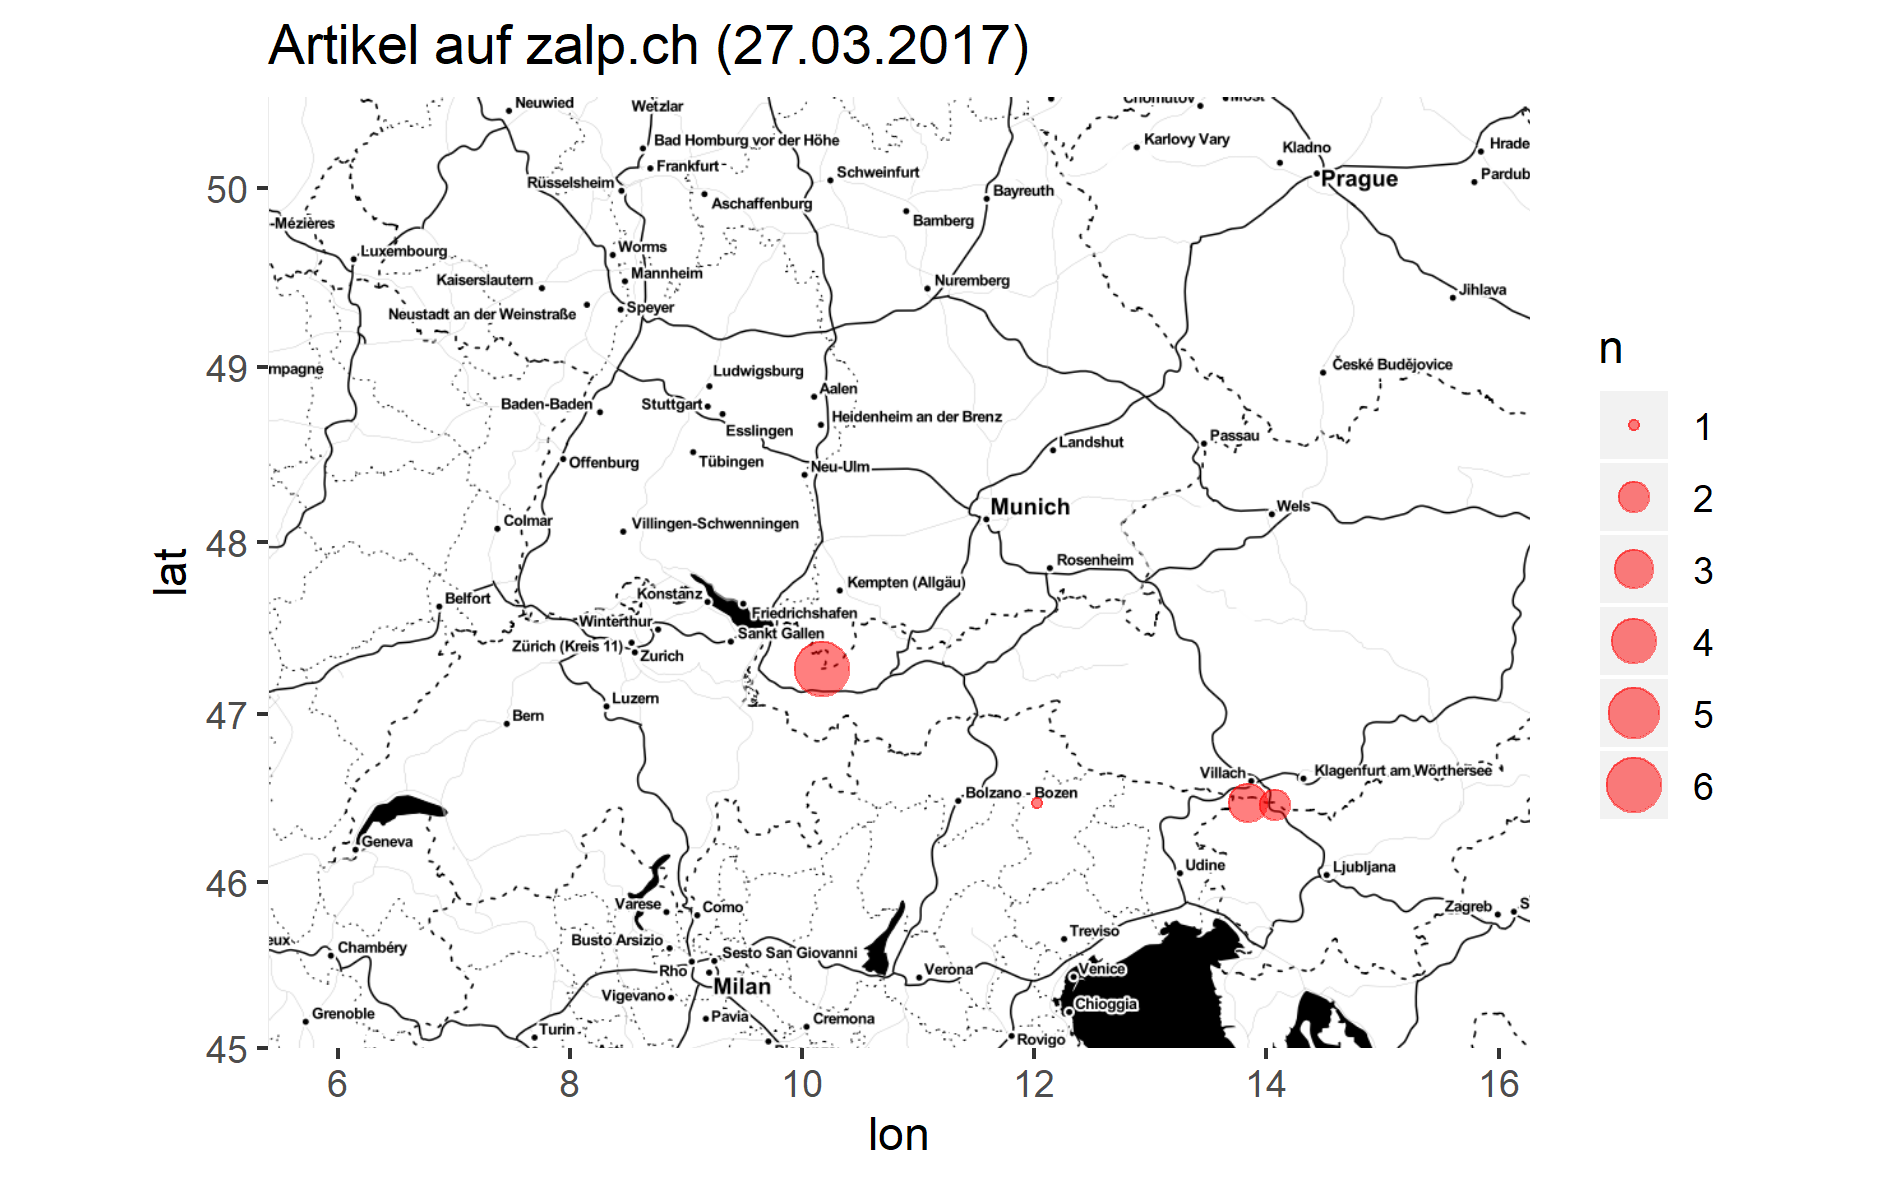 Artikel auf zalp.ch (27.03.2017)
Neuwied
Wetzlar
Chomutov
Most
Bad Homburg vor der Höhe
Karlovy Vary
Kladno
Hrade
Frankfurt
Schweinfurt
Prague
Pardub
Rüsselsheim
Bayreuth
50
Aschaffenburg
Bamberg
-Mézières
Luxembourg
Worms
Mannheim
Kaiserslautern
Nuremberg
Jihlava
Neustadt an der Weinstraße
Speyer
n
49
mpagne
Ludwigsburg
České Budějovice
Aalen
Baden-Baden
Stuttgart
Heidenheim an der Brenz
1
Esslingen
Landshut
Passau
Offenburg
Tübingen
Neu-Ulm
2
Munich
Wels
Colmar
Villingen-Schwenningen
48
lat
Rosenheim
3
Kempten (Allgäu)
Konstanz
Belfort
Friedrichshafen
Winterthur
Sankt Gallen
Zürich (Kreis 11)
Zurich
4
Luzern
47
Bern
5
Villach
Klagenfurt am Wörthersee
Bolzano - Bozen
6
Geneva
Udine
Ljubljana
46
Varese
Como
Zagreb
S
Busto Arsizio
eux
Chambéry
Sesto San Giovanni
Treviso
Rho
Verona
Venice
Milan
Vigevano
Chioggia
Grenoble
Pavia
Cremona
Turin
Rovigo
45
6
8
10
12
14
16
lon